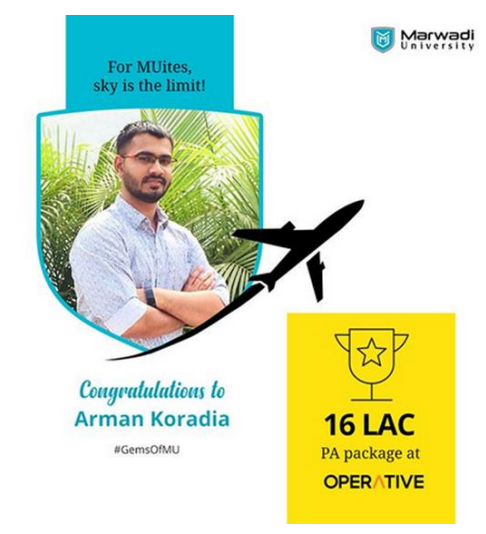 Marwadi
University
For MUites,
sky is the limit!
Congratulations to
Arman Koradia
#GemsOfMU
16 LAC
PA package at
OPERATIVE